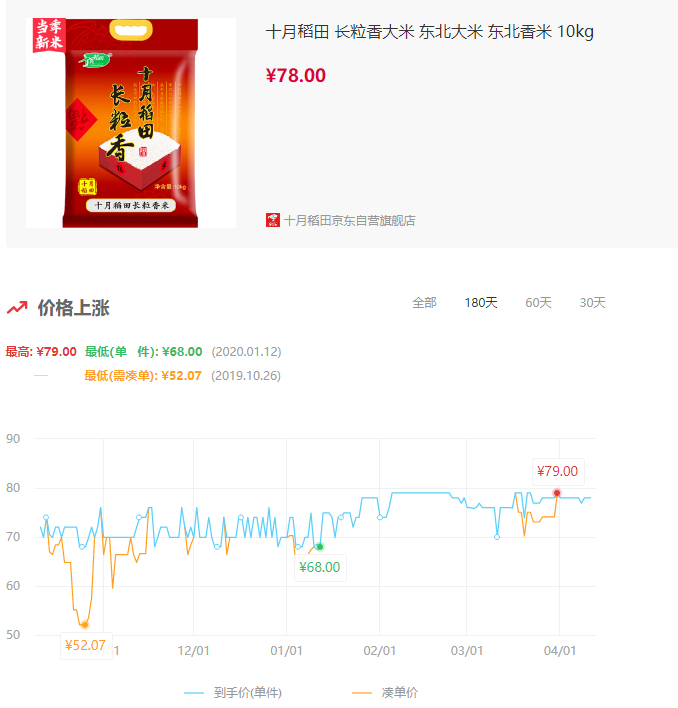 当季
新米
十月稻田
长粒香
净含量:10kg
十月稻田
十月稻田长粒香米
十月稻田 长粒香大米 东北大米 东北香米 10kg
¥78.00
十月稻田京东自营旗舰店
价格上涨
全部 180天 60天 30天
最高: ¥79.00 最低(单 件): ¥68.00 (2020.01.12)
— 最低(需凑单): ¥52.07 (2019.10.26)
90
80
70
60
50
¥79.00
¥68.00
¥52.07
1 12/01 01/01 02/01 03/01 04/01
到手价(单件) 凑单价